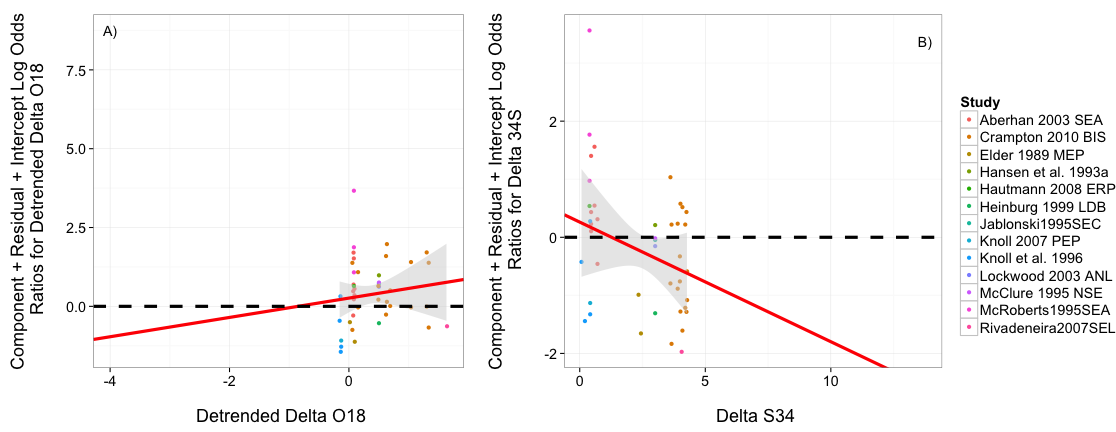 Component + Residual + Intercept Log Odds
Ratios for Detrended Delta O18
A)
7.5
5.0
2.5
0.0
-4
-2
0
Detrended Delta O18
Component + Residual + Intercept Log Odds
Ratios for Delta 34S
B)
2
0
-2
0
5
10
Delta S34
Study
Aberhan 2003 SEA
Crampton 2010 BIS
Elder 1989 MEP
Hansen et al. 1993a
Hautmann 2008 ERP
Heinburg 1999 LDB
Jablonski1995SEC
Knoll 2007 PEP
Knoll et al. 1996
Lockwood 2003 ANL
McClure 1995 NSE
McRoberts1995SEA
Rivadeneira2007SEL